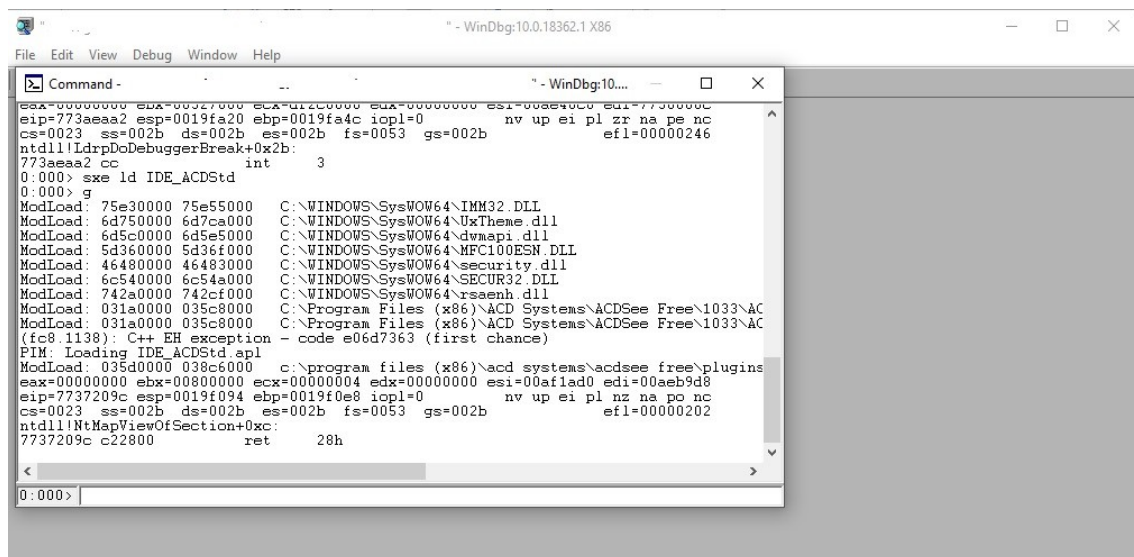 " - WinDbg:10.0.18362.1 X86
File Edit View Debug Window Help
Command - " - WinDbg:10....
eax=00000000 ebx=00327000 edx=00000000
eip=773aeaa2 esp=0019fa20 ebp=0019fa4c iopl=0 nv up ei pl zr na pe nc
cs=0023 ss=002b ds=002b es=002b fs=0053 gs=002b efl=00000246
ntdll!LdrpDoDebuggerBreak+0x2b:
773aeaa2 cc int 3
0:000> sxe ld IDE_ACDStd
0:000> g
ModLoad: 75e30000 75e55000 C:\WINDOWS\SysWOW64\IMM32.DLL
ModLoad: 6d750000 6d7ca000 C:\WINDOWS\SysWOW64\UxTheme.dll
ModLoad: 6d5c0000 6d5e5000 C:\WINDOWS\SysWOW64\dwmapi.dll
ModLoad: 5d360000 5d36f000 C:\WINDOWS\SysWOW64\MFC100ESN.DLL
ModLoad: 46480000 46483000 C:\WINDOWS\SysWOW64\security.dll
ModLoad: 6c540000 6c54a000 C:\WINDOWS\SysWOW64\SECUR32.DLL
ModLoad: 742a0000 742cf000 C:\WINDOWS\SysWOW64\rsaenh.dll
ModLoad: 031a0000 035c8000 C:\Program Files (x86)\ACD Systems\ACDSee Free\1033\AC
ModLoad: 031a0000 035c8000 C:\Program Files (x86)\ACD Systems\ACDSee Free\1033\AC
(fc8.1138): C++ EH exception - code e06d7363 (first chance)
PIM: Loading IDE_ACDStd.apl
ModLoad: 035d0000 038c6000 c:\program files (x86)\acd systems\acdsee free\plugins
eax=00000000 ebx=00800000 ecx=00000004 edx=00000000 esi=00af1ad0 edi=00aeb9d8
eip=7737209c esp=0019f094 ebp=0019f0e8 iopl=0 nv up ei pl nz na po nc
cs=0023 ss=002b ds=002b es=002b fs=0053 gs=002b efl=00000202
ntdll!NtMapViewOfSection+0xc:
7737209c c22800 ret 28h
0:000>